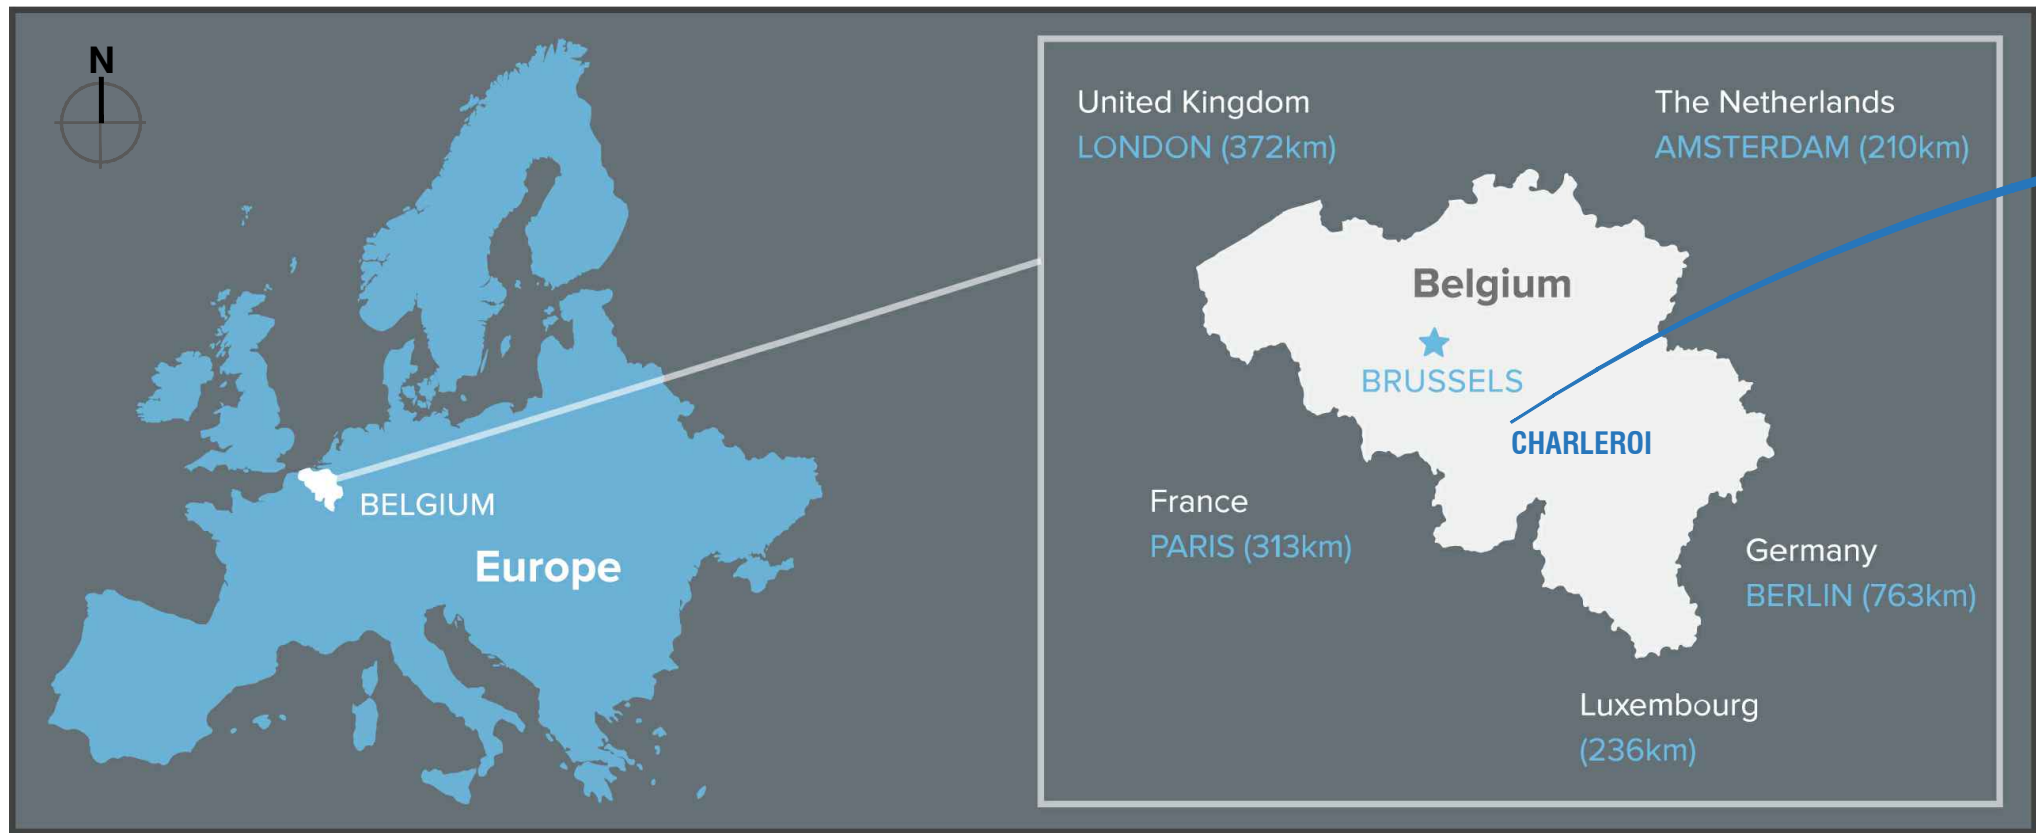 N
BELGIUM
Europe
United Kingdom
LONDON (372km)
The Netherlands
AMSTERDAM (210km)
Belgium
BRUSSELS
CHARLEROI
France
PARIS (313km)
Germany
BERLIN (763km)
Luxembourg
(236km)